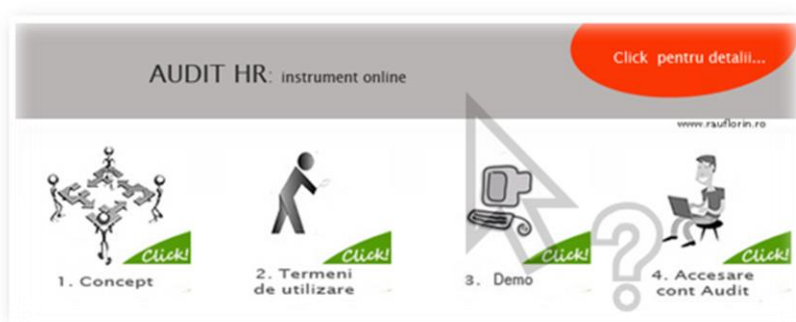 AUDIT HR: instrument online
Click pentru detalii...
www.rauflorin.ro
Click!
1. Concept
Click!
2. Termeni
de utilizare
Click!
3. Demo
?
Click!
4. Accesare
cont Audit